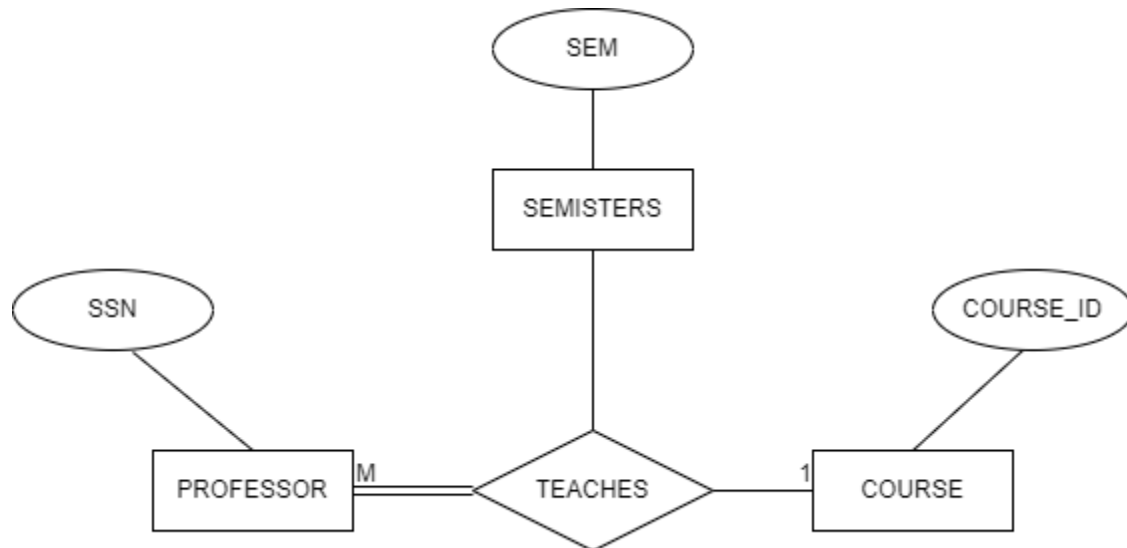 SEM
SEMISTERS
SSN
COURSE_ID
PROFESSOR
M
TEACHES
1
COURSE